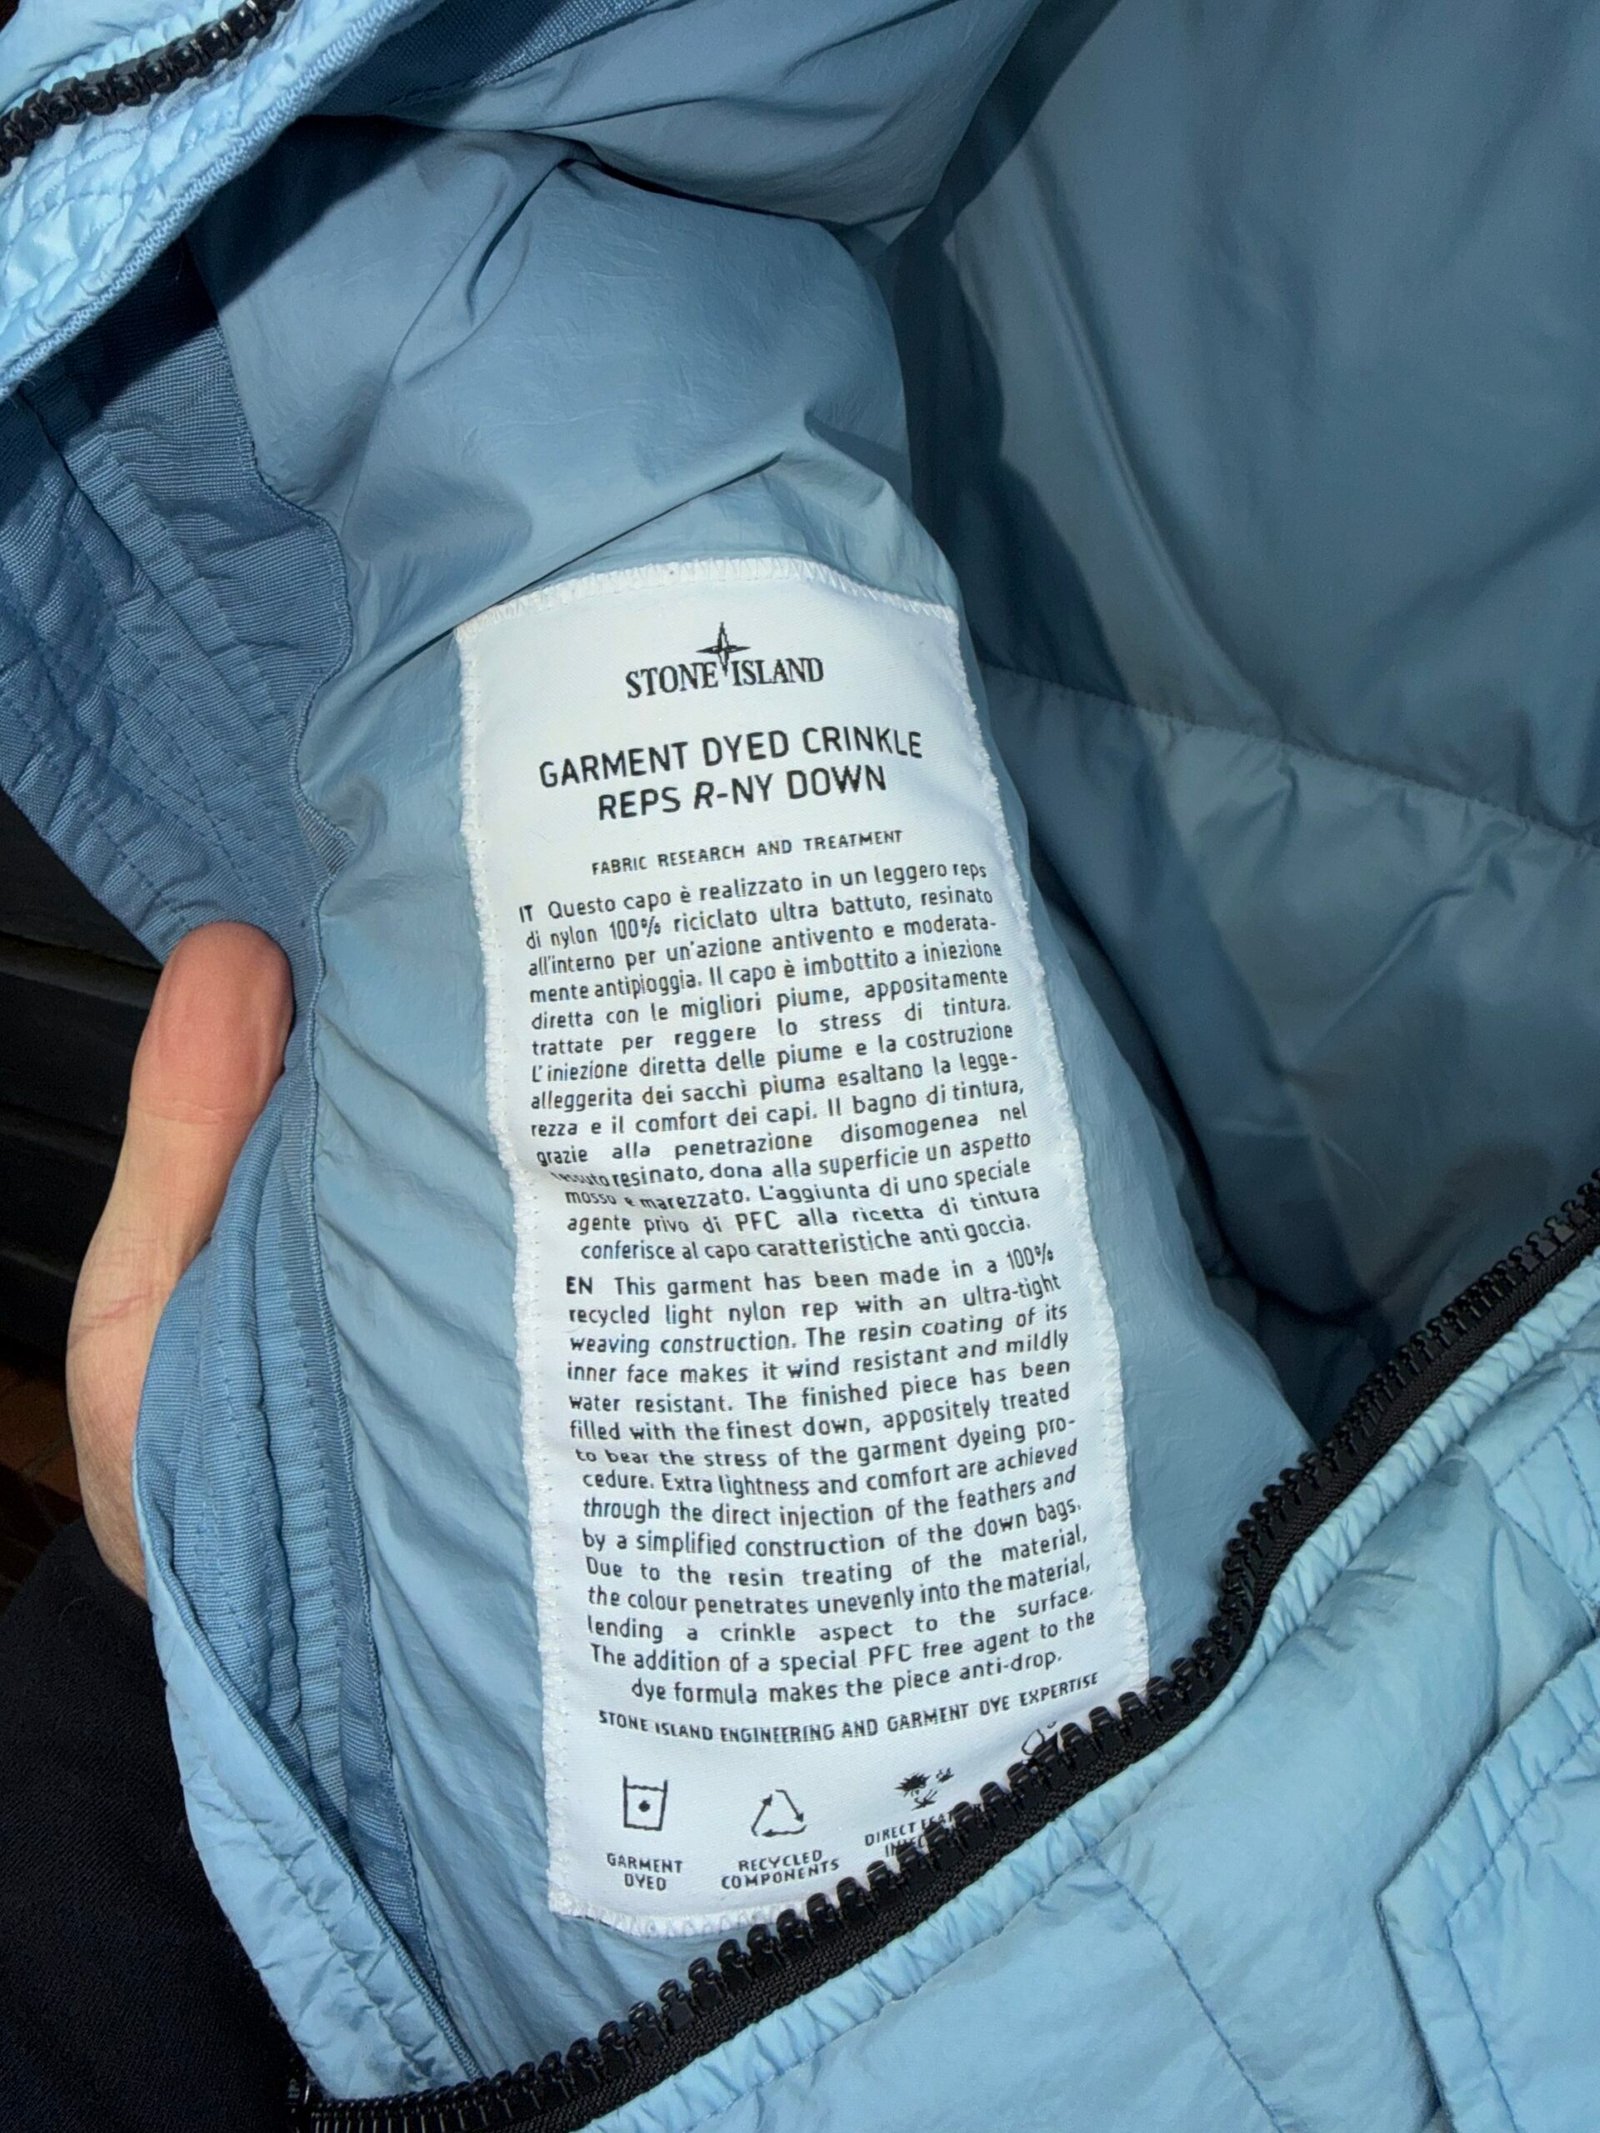 STONE ISLAND
GARMENT DYED CRINKLE
REPS R-NY DOWN
FABRIC RESEARCH AND TREATMENT
IT Questo capo è realizzato in un leggero reps
di nylon 100% riciclato ultra battuto, resinato
all'interno per un'azione antivento e moderata-
mente antipioggia. Il capo è imbottito a iniezione
diretta con le migliori piume, appositamente
trattate per reggere lo stress di tintura.
L'iniezione diretta delle piume e la costruzione
alleggerita dei sacchi piuma esaltano la legge-
rezza e il comfort dei capi. Il bagno di tintura,
grazie alla penetrazione disomogenea nel
tessuto resinato, dona alla superficie un aspetto
mosso e marezzato. L'aggiunta di uno speciale
agente privo di PFC alla ricetta di tintura
conferisce al capo caratteristiche anti goccia.
EN This garment has been made in a 100%
recycled light nylon rep with an ultra-tight
weaving construction. The resin coating of its
inner face makes it wind resistant and mildly
water resistant. The finished piece has been
filled with the finest down, appositely treated
to bear the stress of the garment dyeing pro-
cedure. Extra lightness and comfort are achieved
through the direct injection of the feathers and
by a simplified construction of the down bags.
Due to the resin treating of the material,
the colour penetrates unevenly into the material,
lending a crinkle aspect to the surface.
The addition of a special PFC free agent to the
dye formula makes the piece anti-drop.
STONE ISLAND ENGINEERING AND GARMENT DYE EXPERTISE
GARMENT
DYED
RECYCLED
COMPONENTS
DIRECT